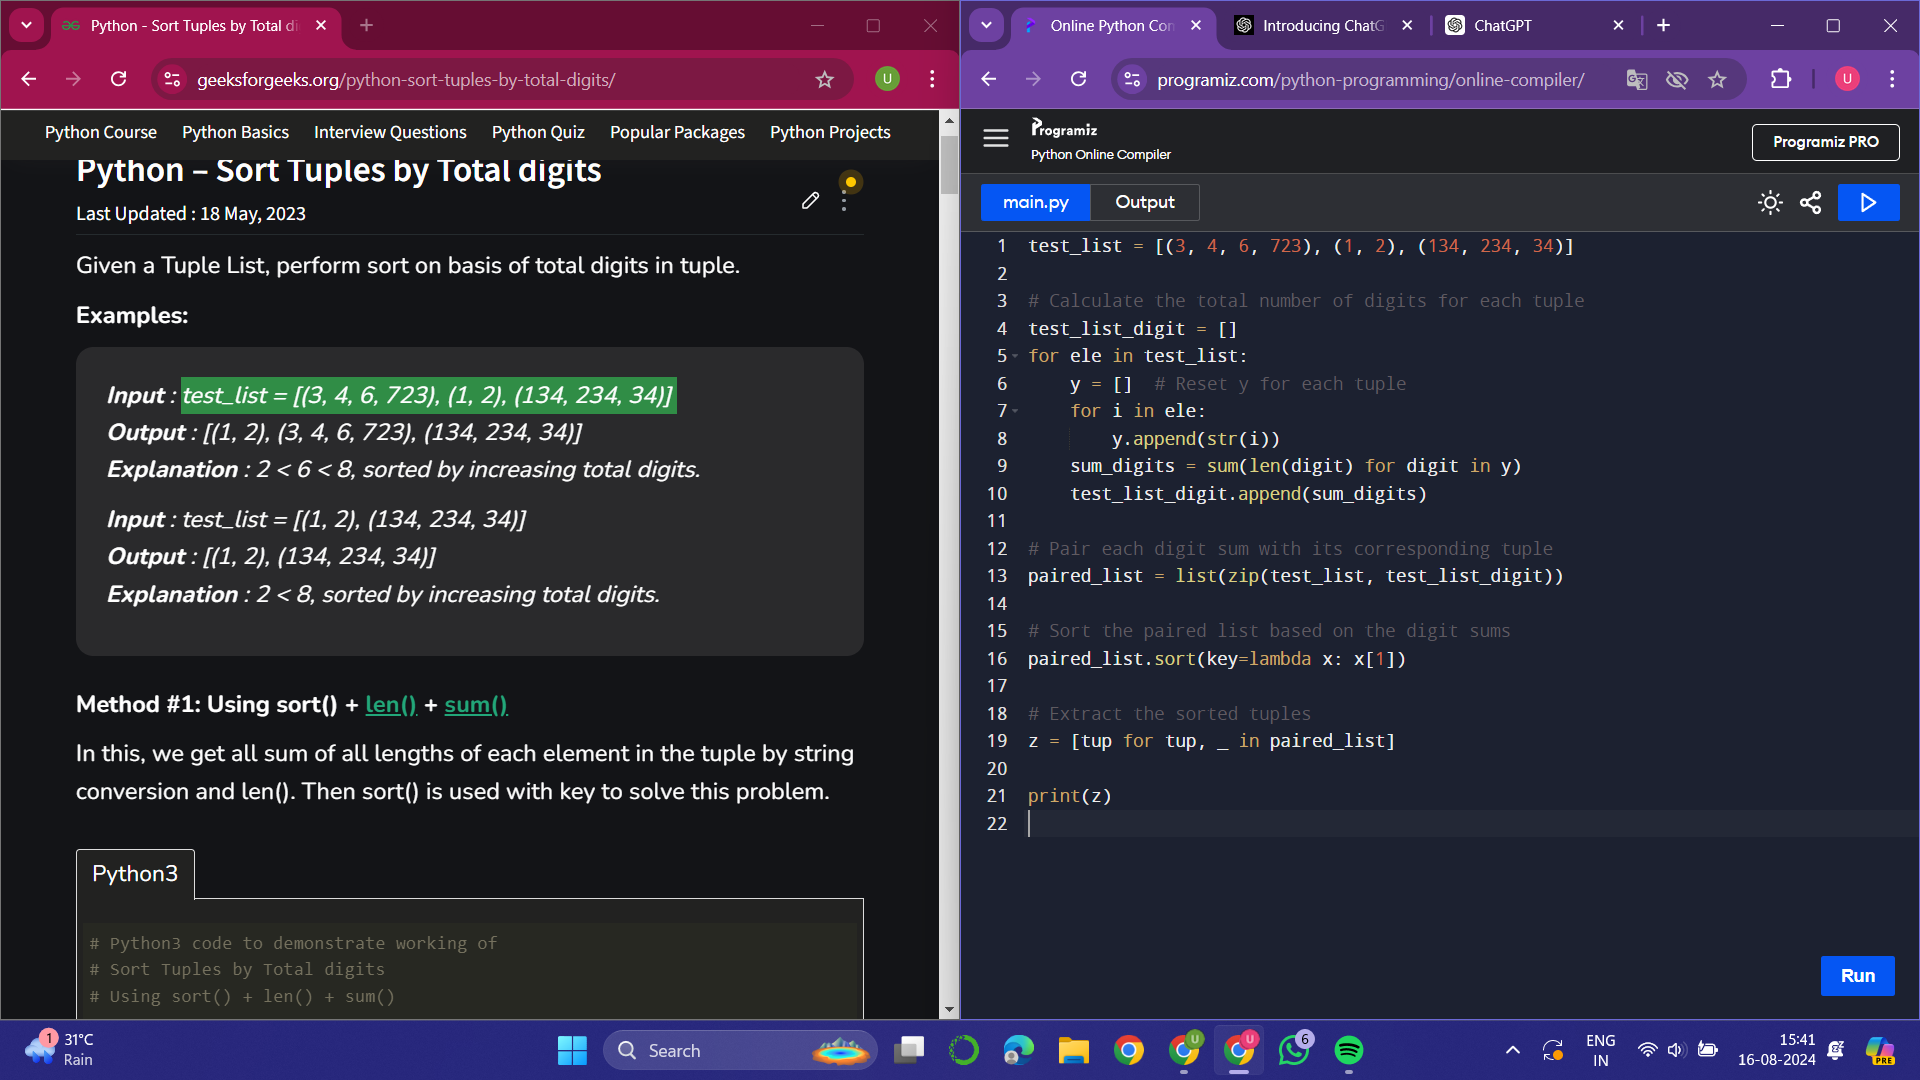 Python - Sort Tuples by Total di
geeksforgeeks.org/python-sort-tuples-by-total-digits/
U
Python Course Python Basics Interview Questions Python Quiz Popular Packages Python Projects
Python – Sort Tuples by Total digits
Last Updated : 18 May, 2023
Given a Tuple List, perform sort on basis of total digits in tuple.
Examples:
Input : test_list = [(3, 4, 6, 723), (1, 2), (134, 234, 34)]
Output : [(1, 2), (3, 4, 6, 723), (134, 234, 34)]
Explanation : 2 < 6 < 8, sorted by increasing total digits.
Input : test_list = [(1, 2), (134, 234, 34)]
Output : [(1, 2), (134, 234, 34)]
Explanation : 2 < 8, sorted by increasing total digits.
Method #1: Using sort() + len() + sum()
In this, we get all sum of all lengths of each element in the tuple by string
conversion and len(). Then sort() is used with key to solve this problem.
Python3
# Python3 code to demonstrate working of
# Sort Tuples by Total digits
# Using sort() + len() + sum()
Online Python Con Introducing ChatG ChatGPT
programiz.com/python-programming/online-compiler/
U
Programiz
Python Online Compiler
Programiz PRO
main.py Output
1 test_list = [(3, 4, 6, 723), (1, 2), (134, 234, 34)]
2
3 # Calculate the total number of digits for each tuple
4 test_list_digit = []
5 for ele in test_list:
6 y = [] # Reset y for each tuple
7 for i in ele:
8 y.append(str(i))
9 sum_digits = sum(len(digit) for digit in y)
10 test_list_digit.append(sum_digits)
11
12 # Pair each digit sum with its corresponding tuple
13 paired_list = list(zip(test_list, test_list_digit))
14
15 # Sort the paired list based on the digit sums
16 paired_list.sort(key=lambda x: x[1])
17
18 # Extract the sorted tuples
19 z = [tup for tup, _ in paired_list]
20
21 print(z)
22
Run
1
31°C
Rain
Search
U
U
6
ENG
IN
15:41
16-08-2024
PRE